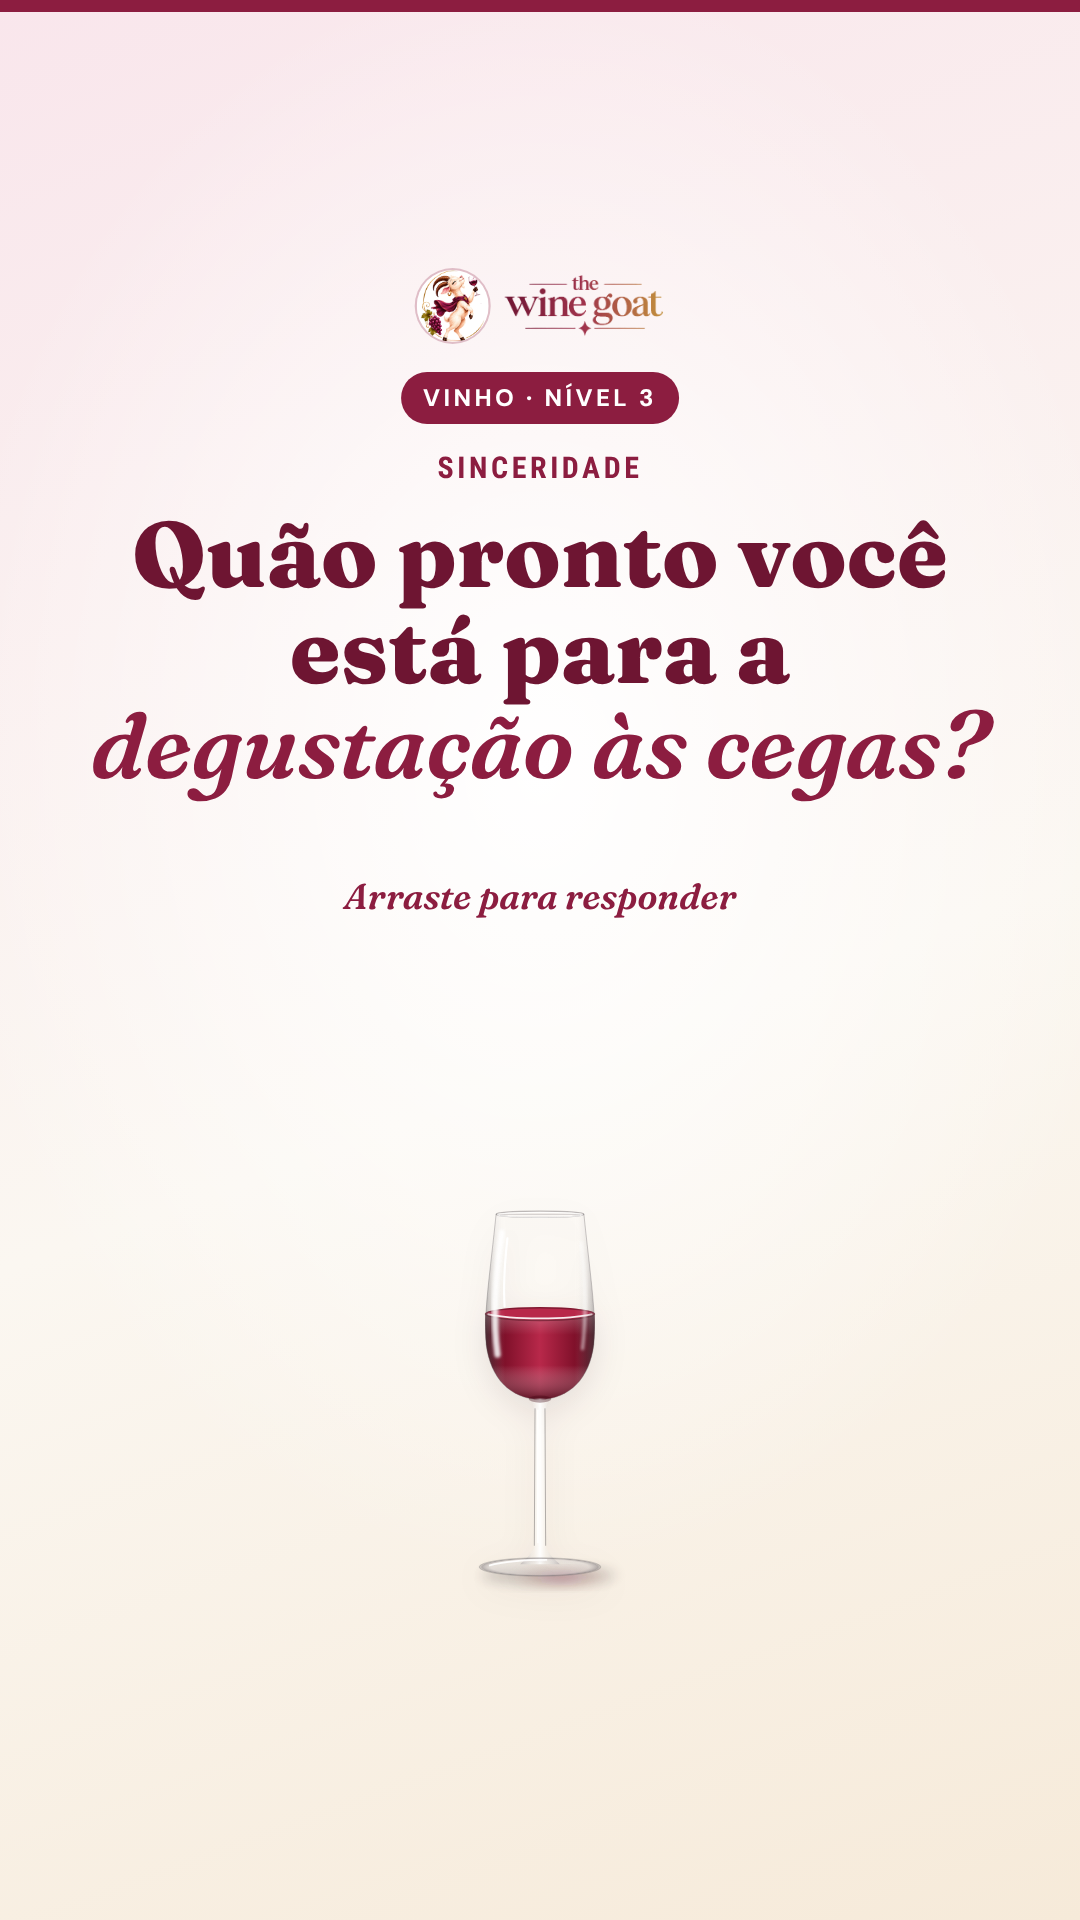 the
wine goat
VINHO · NÍVEL 3
SINCERIDADE
Quão pronto você
está para a
degustação às cegas?
Arraste para responder